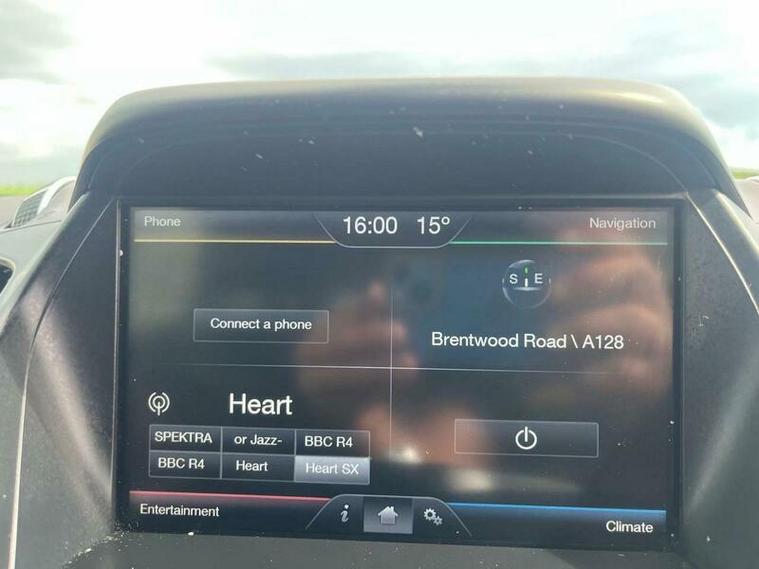 Phone
16:00 15°
Navigation
S E
Connect a phone
Brentwood Road \ A128
Heart
SPEKTRA or Jazz- BBC R4
BBC R4 Heart Heart SX
Entertainment
i
Climate